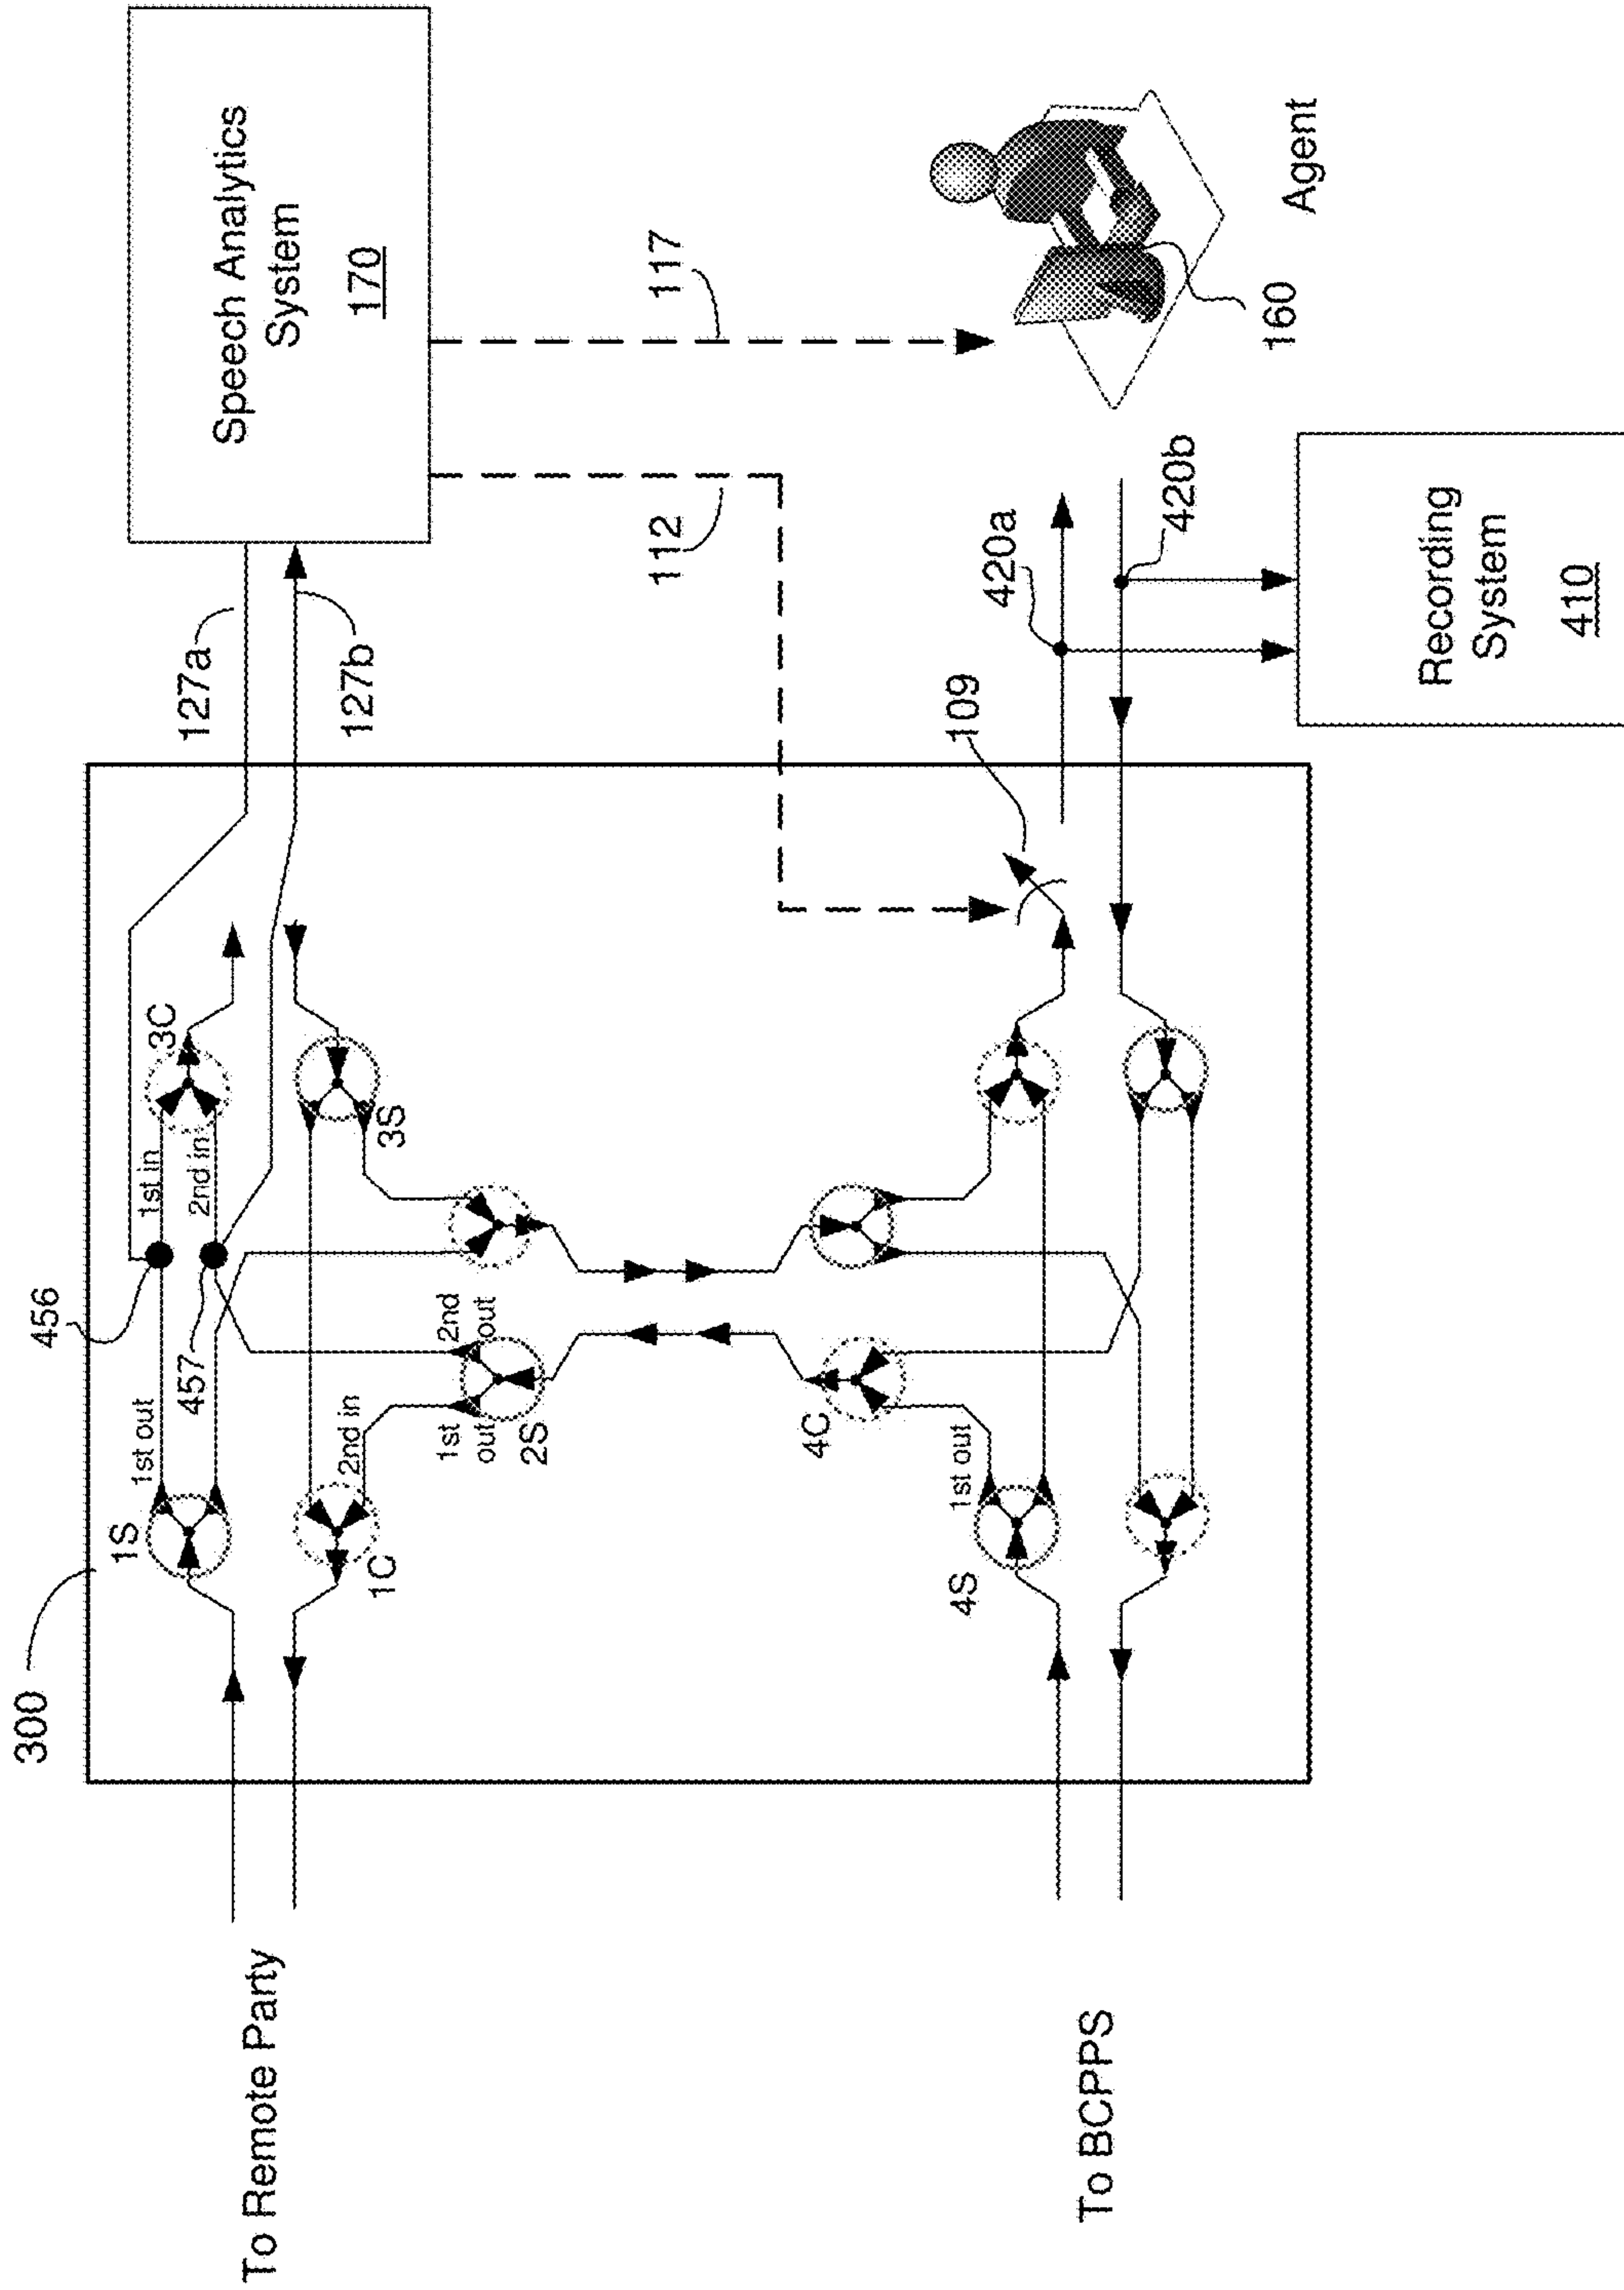 300
To Remote Party
To BCPPS
1S
1st out
456
457
1st in
2nd in
3C
1C
2nd in
3S
1st
out
2nd
out
2S
4C
4S
1st out
109
127a
127b
Speech Analytics
System
170
112
117
420a
420b
160
Agent
Recording
System
410